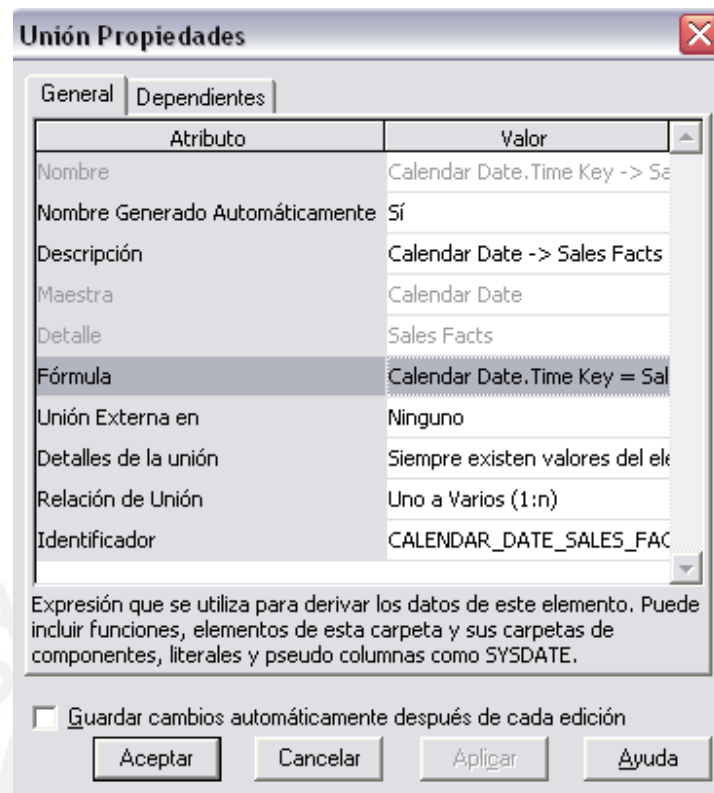 Unión Propiedades
General Dependientes
Atributo Valor
Nombre Calendar Date.Time Key -> Sa
Nombre Generado Automáticamente Sí
Descripción Calendar Date -> Sales Facts
Maestra Calendar Date
Detalle Sales Facts
Fórmula Calendar Date.Time Key = Sal
Unión Externa en Ninguno
Detalles de la unión Siempre existen valores del ele
Relación de Unión Uno a Varios (1:n)
Identificador CALENDAR_DATE_SALES_FAC
Expresión que se utiliza para derivar los datos de este elemento. Puede
incluir funciones, elementos de esta carpeta y sus carpetas de
componentes, literales y pseudo columnas como SYSDATE.
Guardar cambios automáticamente después de cada edición
Aceptar Cancelar Aplicar Ayuda